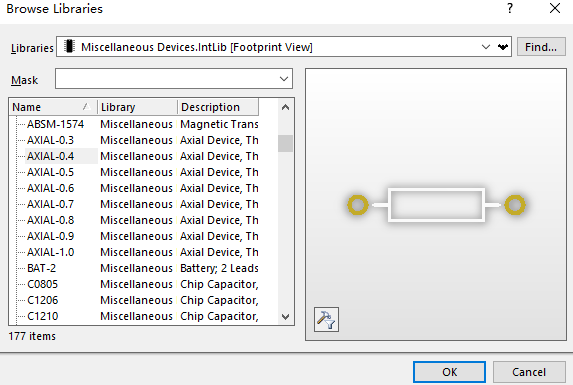 Browse Libraries ? ×
Libraries Miscellaneous Devices.IntLib [Footprint View] Find...
Mask
Name Library Description
ABSM-1574 Miscellaneous Magnetic Trans
AXIAL-0.3 Miscellaneous Axial Device, Th
AXIAL-0.4 Miscellaneous Axial Device, Th
AXIAL-0.5 Miscellaneous Axial Device, Th
AXIAL-0.6 Miscellaneous Axial Device, Th
AXIAL-0.7 Miscellaneous Axial Device, Th
AXIAL-0.8 Miscellaneous Axial Device, Th
AXIAL-0.9 Miscellaneous Axial Device, Th
AXIAL-1.0 Miscellaneous Axial Device, Th
BAT-2 Miscellaneous Battery; 2 Leads
C0805 Miscellaneous Chip Capacitor,
C1206 Miscellaneous Chip Capacitor,
C1210 Miscellaneous Chip Capacitor,
177 items
OK Cancel